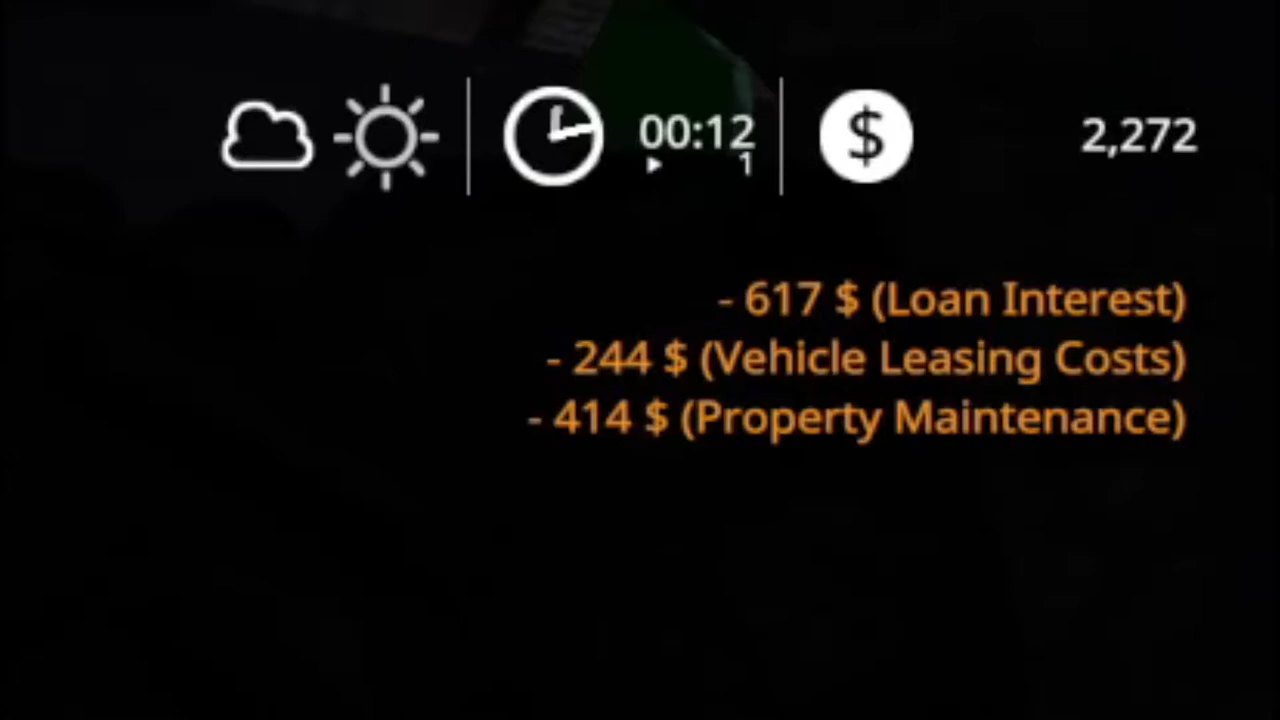 00:12
1
$
2,272
- 617 $ (Loan Interest)
- 244 $ (Vehicle Leasing Costs)
- 414 $ (Property Maintenance)